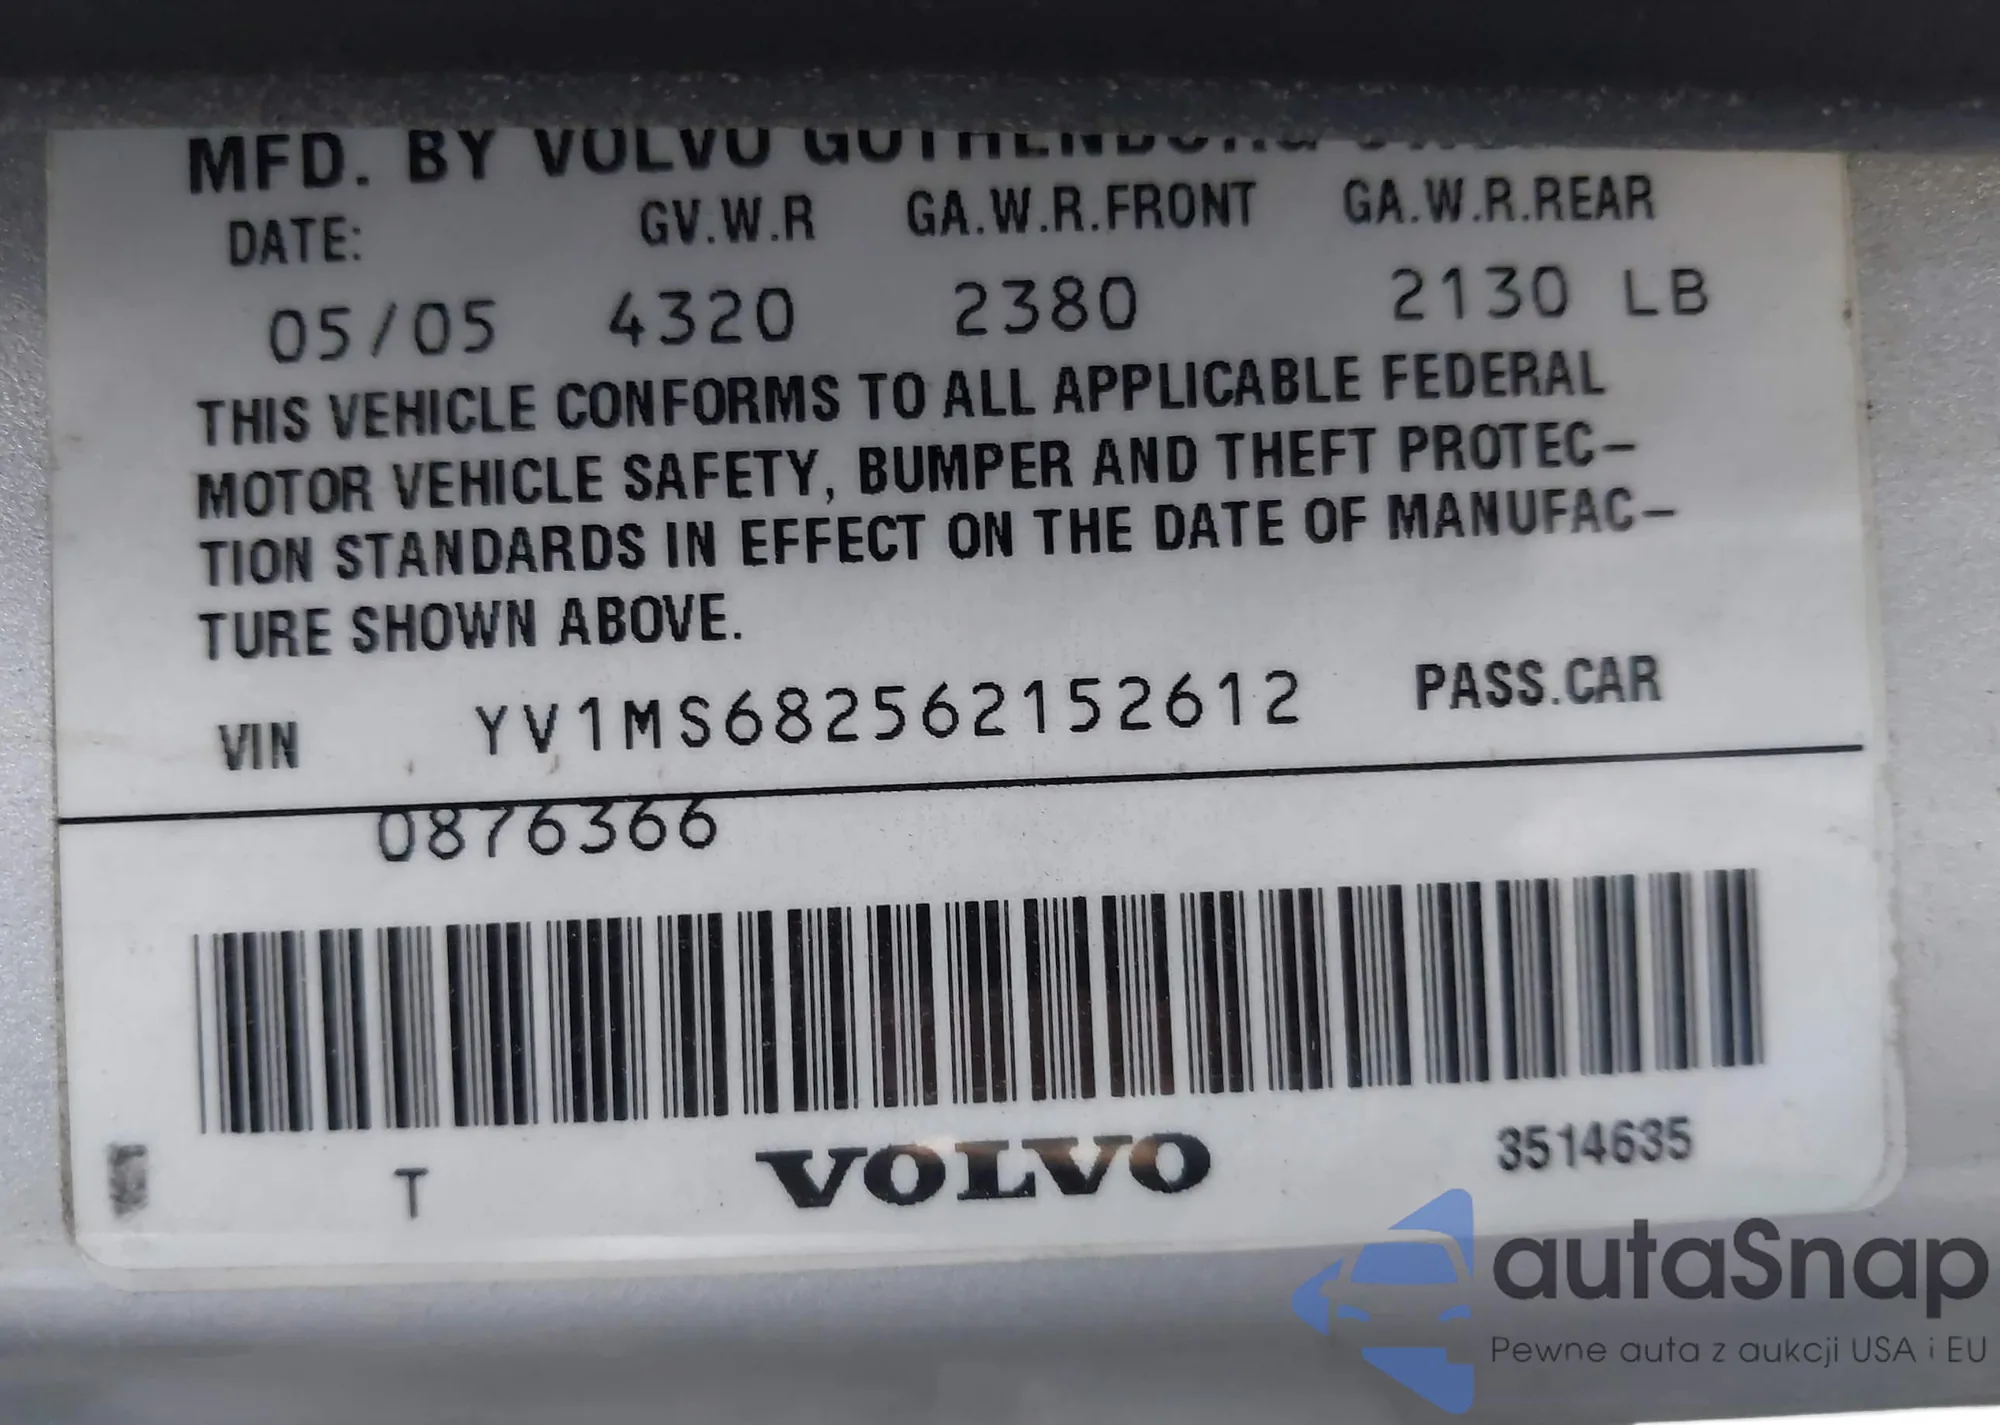 MFD. BY VOLVO GOTHENBURG SWEDEN
DATE: GV.W.R GA.W.R.FRONT GA.W.R.REAR
05/05 4320 2380 2130 LB
THIS VEHICLE CONFORMS TO ALL APPLICABLE FEDERAL
MOTOR VEHICLE SAFETY, BUMPER AND THEFT PROTEC-
TION STANDARDS IN EFFECT ON THE DATE OF MANUFAC-
TURE SHOWN ABOVE.
VIN YV1MS682562152612 PASS.CAR
0876366
T VOLVO 3514635
autaSnap
Pewne auta z aukcji USA i EU